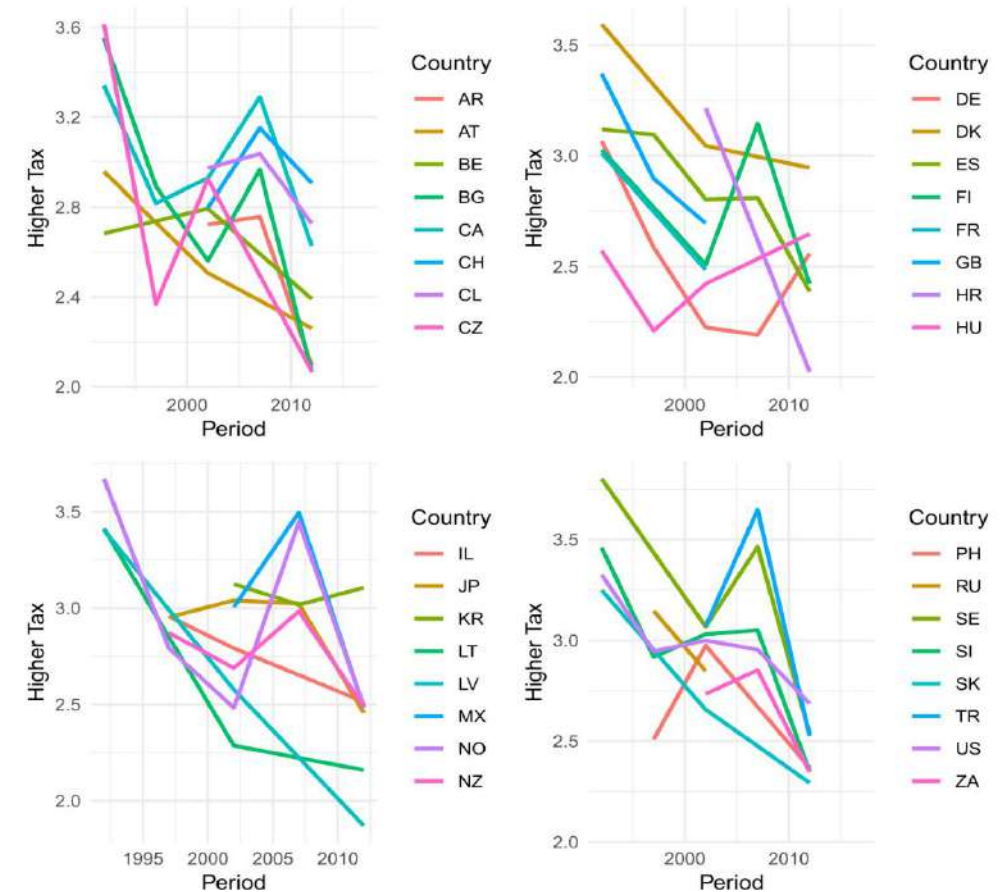 3.6
3.2
2.8
2.4
2.0
Higher Tax
2000 2010
Period
Country
AR
AT
BE
BG
CA
CH
CL
CZ
3.5
3.0
2.5
2.0
Higher Tax
2000 2010
Period
Country
DE
DK
ES
FI
FR
GB
HR
HU
3.5
3.0
2.5
2.0
Higher Tax
1995 2000 2005 2010
Period
Country
IL
JP
KR
LT
LV
MX
NO
NZ
3.5
3.0
2.5
2.0
Higher Tax
2000 2010
Period
Country
PH
RU
SE
SI
SK
TR
US
ZA